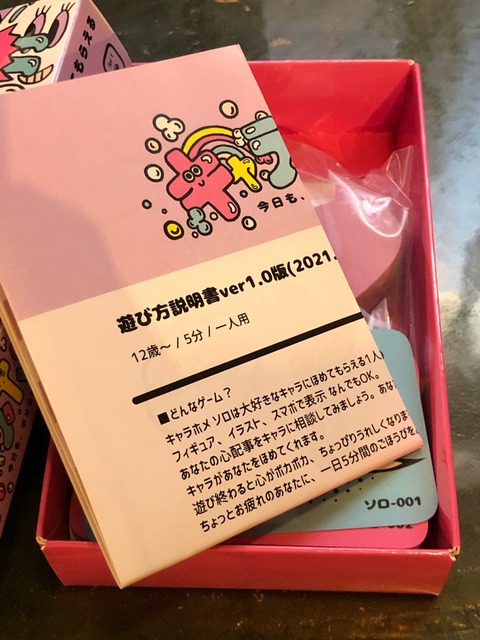 てもらえる
今日も、
遊び方説明書ver1.0版(2021.
12歳～ / 5分 / 一人用
■どんなゲーム？
キャラホメ ソロは大好きなキャラにほめてもらえる1人
フィギュア、イラスト、スマホで表示 なんでもOK。
あなたの心配事をキャラに相談してみましょう。あな
キャラがあなたをほめてくれます。
遊び終わると心がポカポカ、ちょっぴりうれしくなりま
ちょっとお疲れのあなたに、一日5分間のごほうびを
ソロ-001
002